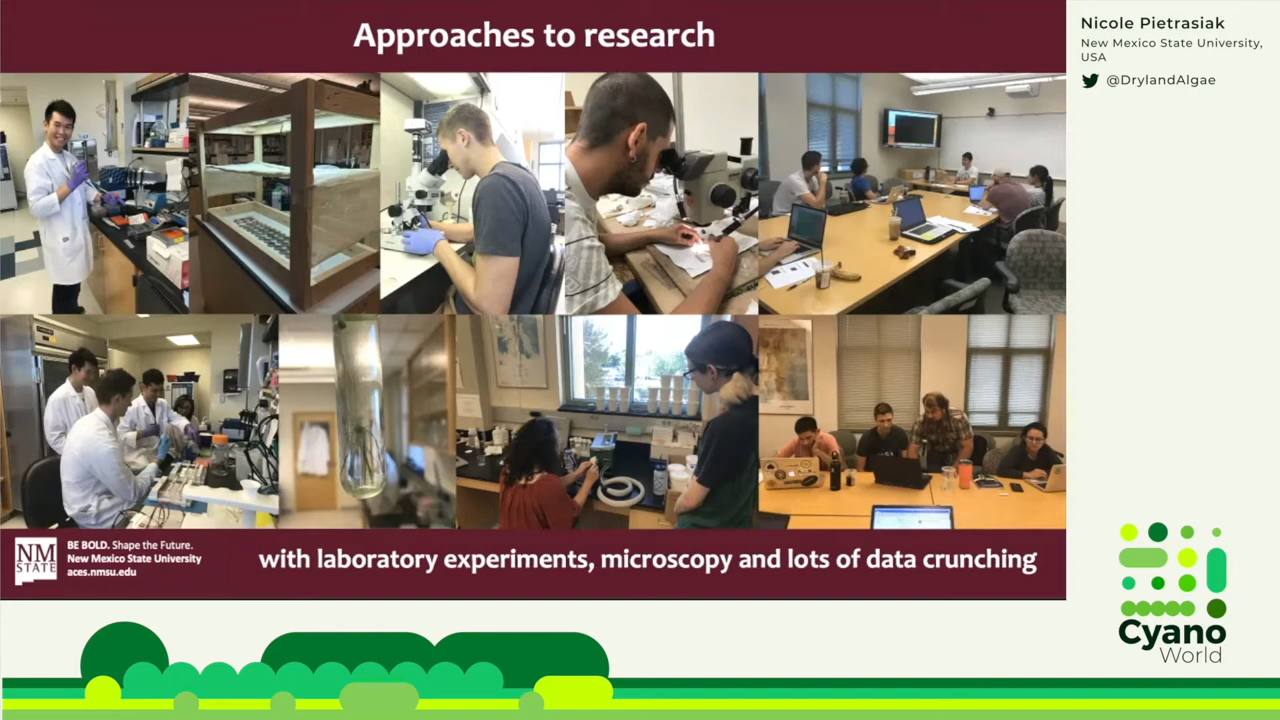 Approaches to research
Nicole Pietrasiak
New Mexico State University,
USA
@DrylandAlgae
NM
STATE
BE BOLD. Shape the Future.
New Mexico State University
aces.nmsu.edu
with laboratory experiments, microscopy and lots of data crunching
Cyano
World